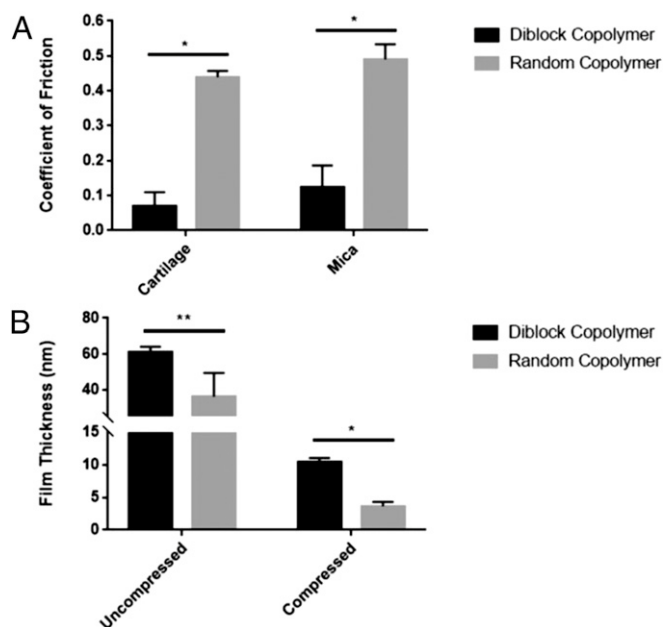 A
Coefficient of Friction
0.6
0.5
0.4
0.3
0.2
0.1
0.0
*
*
Cartilage
Mica
Diblock Copolymer
Random Copolymer
B
Film Thickness (nm)
80
60
40
15
10
5
0
**
*
Uncompressed
Compressed
Diblock Copolymer
Random Copolymer